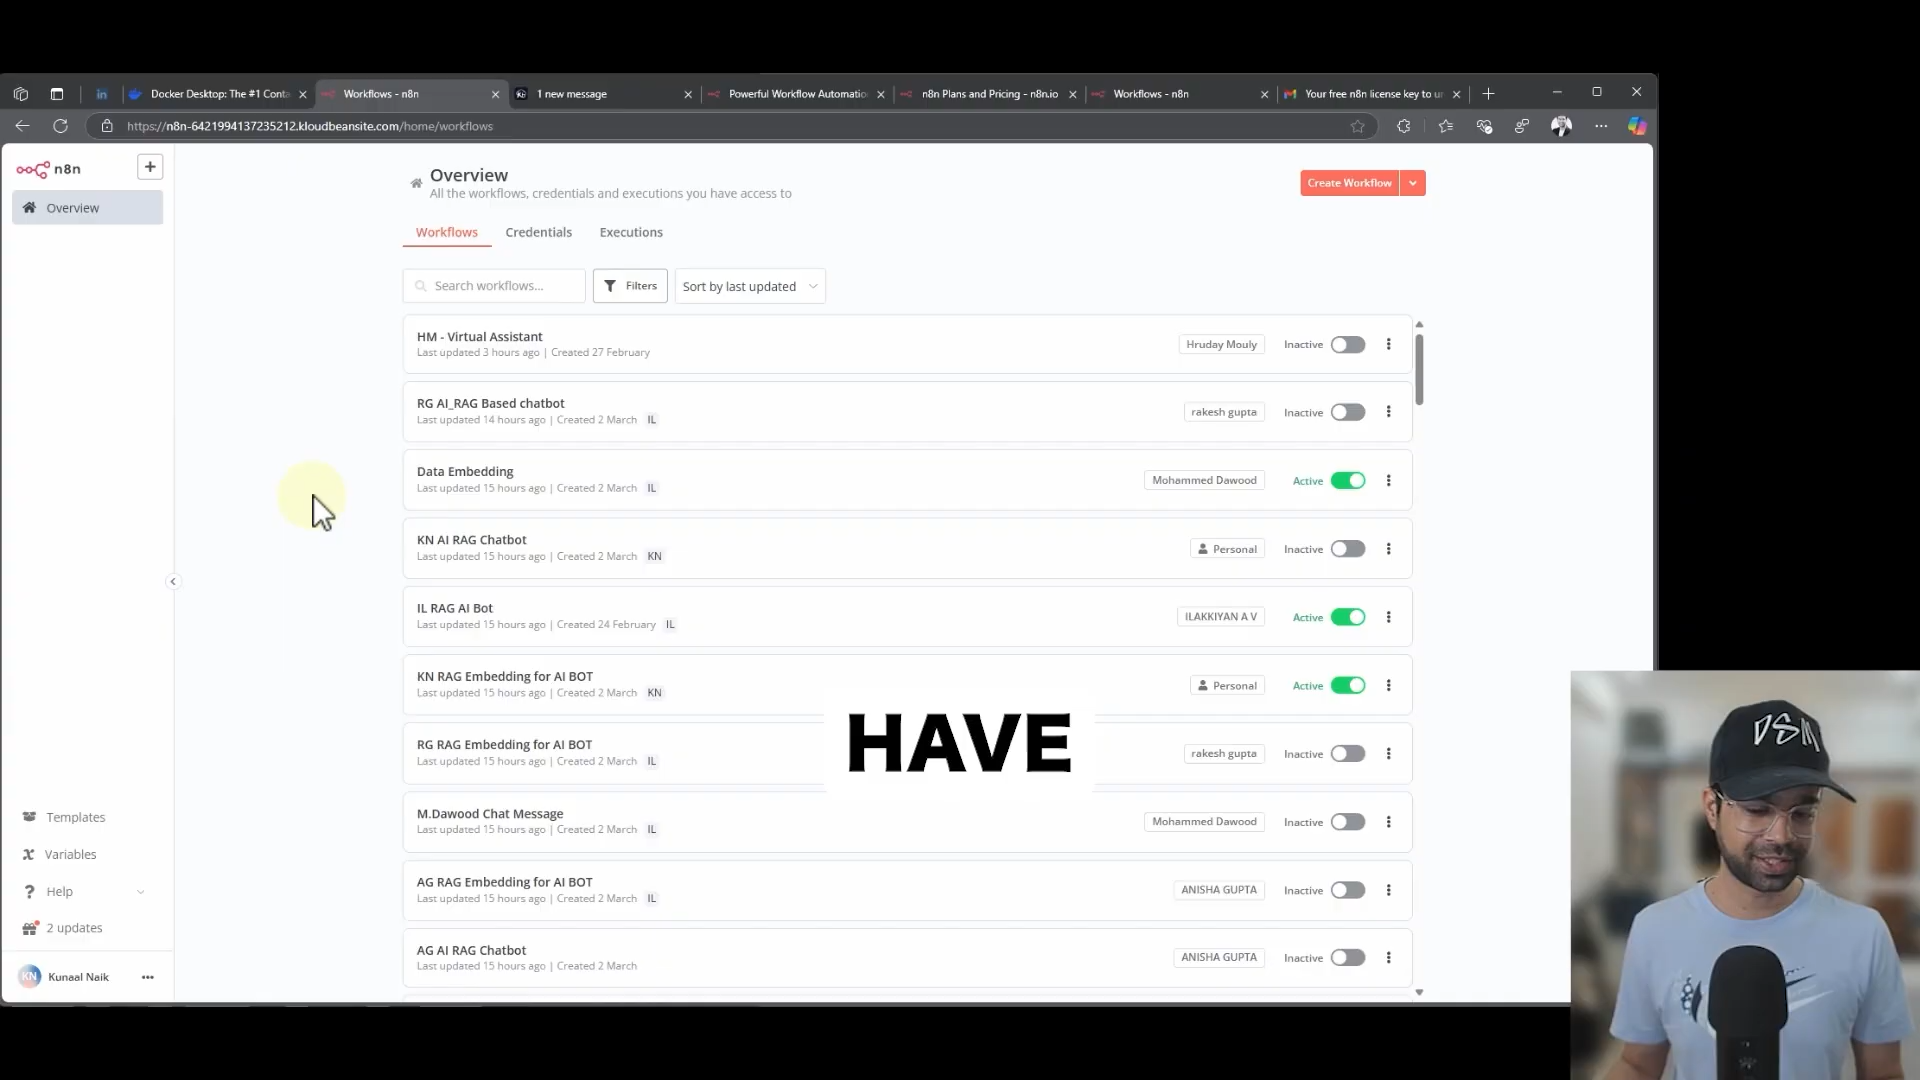 Docker Desktop: The #1 Conta
Workflows - n8n
1 new message
Powerful Workflow Automatio
n8n Plans and Pricing - n8n.io
Workflows - n8n
Your free n8n license key to ur
https://n8n-6421994137235212.kloudbeansite.com/home/workflows
n8n
Overview
Overview
All the workflows, credentials and executions you have access to
Create Workflow
Workflows
Credentials
Executions
Search workflows...
Filters
Sort by last updated
HM - Virtual Assistant
Last updated 3 hours ago | Created 27 February
Hruday Mouly
Inactive
RG AI_RAG Based chatbot
Last updated 14 hours ago | Created 2 March IL
rakesh gupta
Inactive
Data Embedding
Last updated 15 hours ago | Created 2 March IL
Mohammed Dawood
Active
KN AI RAG Chatbot
Last updated 15 hours ago | Created 2 March KN
Personal
Inactive
IL RAG AI Bot
Last updated 15 hours ago | Created 24 February IL
ILAKKIYAN A V
Active
KN RAG Embedding for AI BOT
Last updated 15 hours ago | Created 2 March KN
Personal
Active
RG RAG Embedding for AI BOT
Last updated 15 hours ago | Created 2 March IL
rakesh gupta
Inactive
HAVE
M.Dawood Chat Message
Last updated 15 hours ago | Created 2 March IL
Mohammed Dawood
Inactive
AG RAG Embedding for AI BOT
Last updated 15 hours ago | Created 2 March IL
ANISHA GUPTA
Inactive
AG AI RAG Chatbot
Last updated 15 hours ago | Created 2 March
ANISHA GUPTA
Inactive
Templates
Variables
Help
2 updates
KN Kunaal Naik
DSM